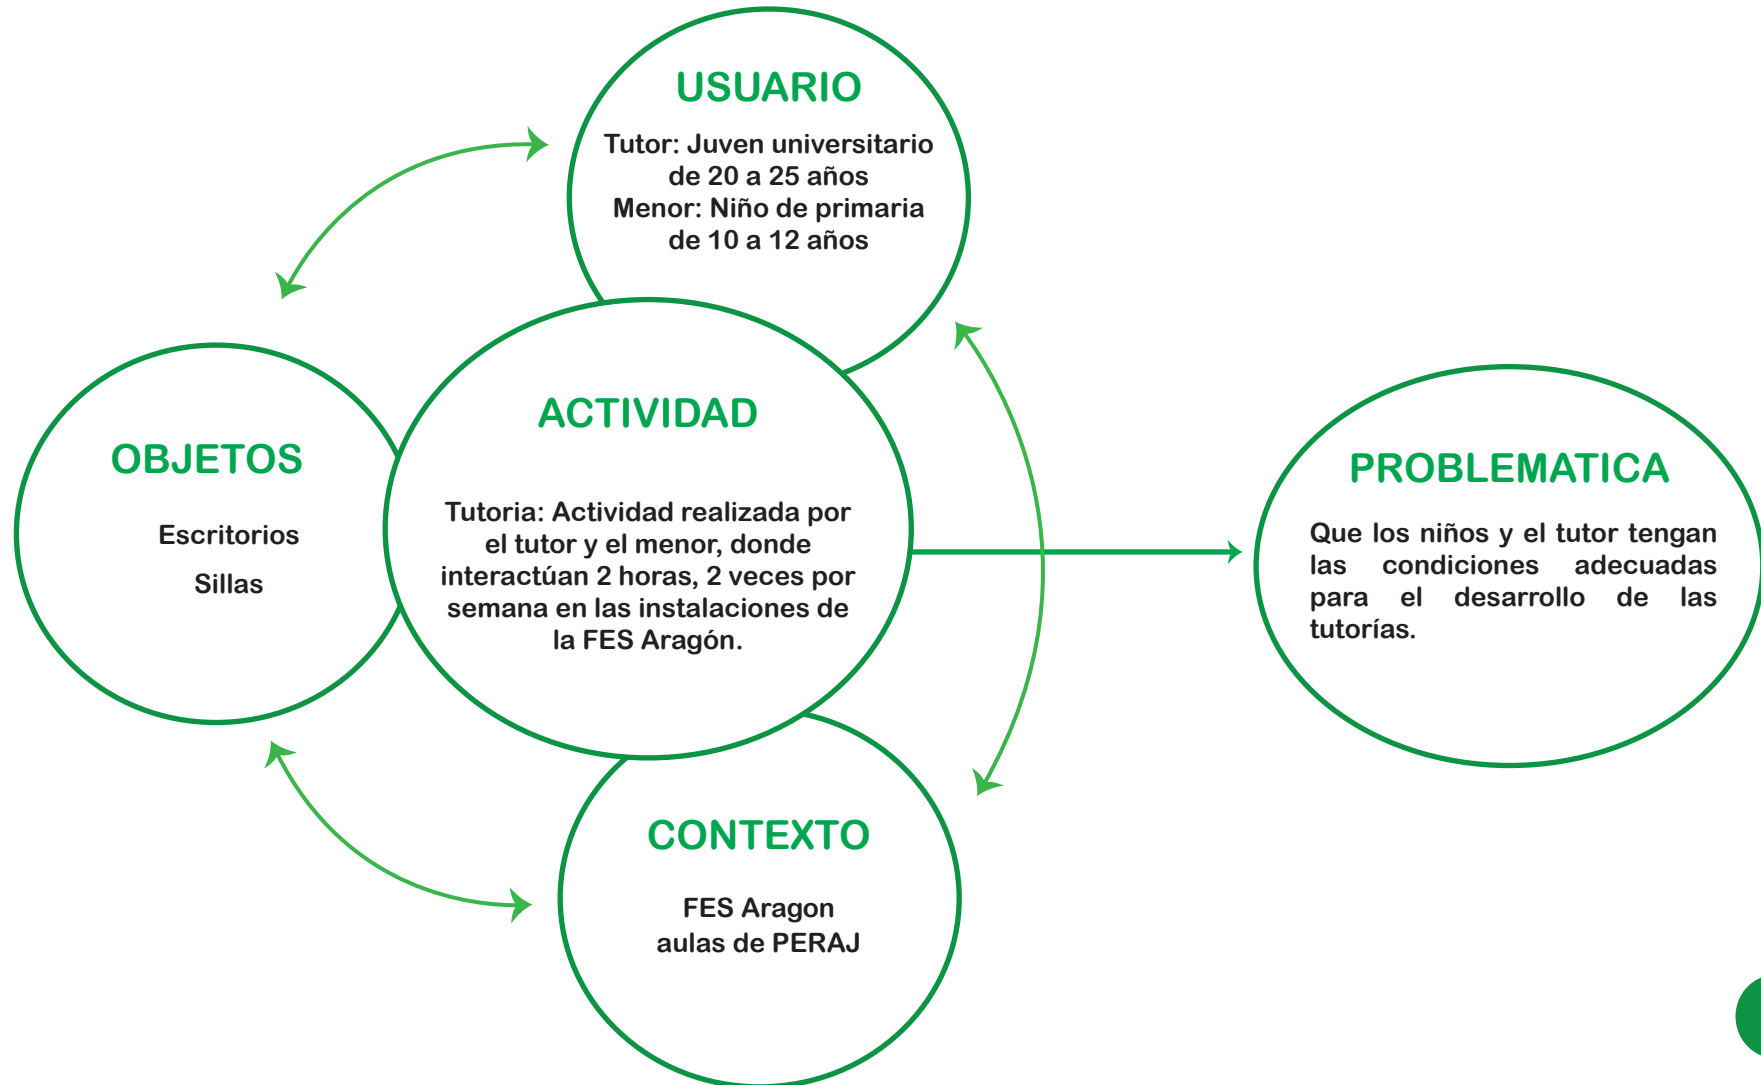 USUARIO
Tutor: Juven universitario
de 20 a 25 años
Menor: Niño de primaria
de 10 a 12 años
OBJETOS
Escritorios
Sillas
ACTIVIDAD
Tutoria: Actividad realizada por
el tutor y el menor, donde
interactúan 2 horas, 2 veces por
semana en las instalaciones de
la FES Aragón.
CONTEXTO
FES Aragon
aulas de PERAJ
PROBLEMATICA
Que los niños y el tutor tengan
las condiciones adecuadas
para el desarrollo de las
tutorías.